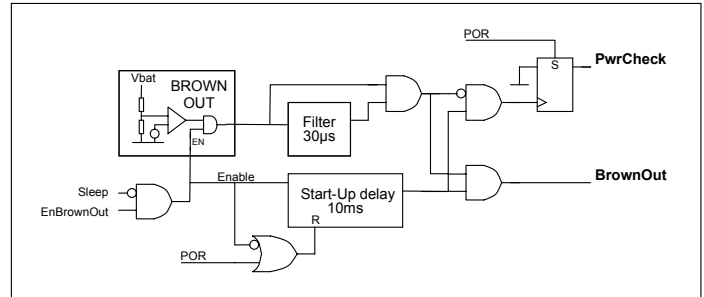 POR
PwrCheck
S
Vbat
BROWN
OUT
EN
Filter
30µs
BrownOut
Sleep
Enable
EnBrownOut
Start-Up delay
10ms
R
POR